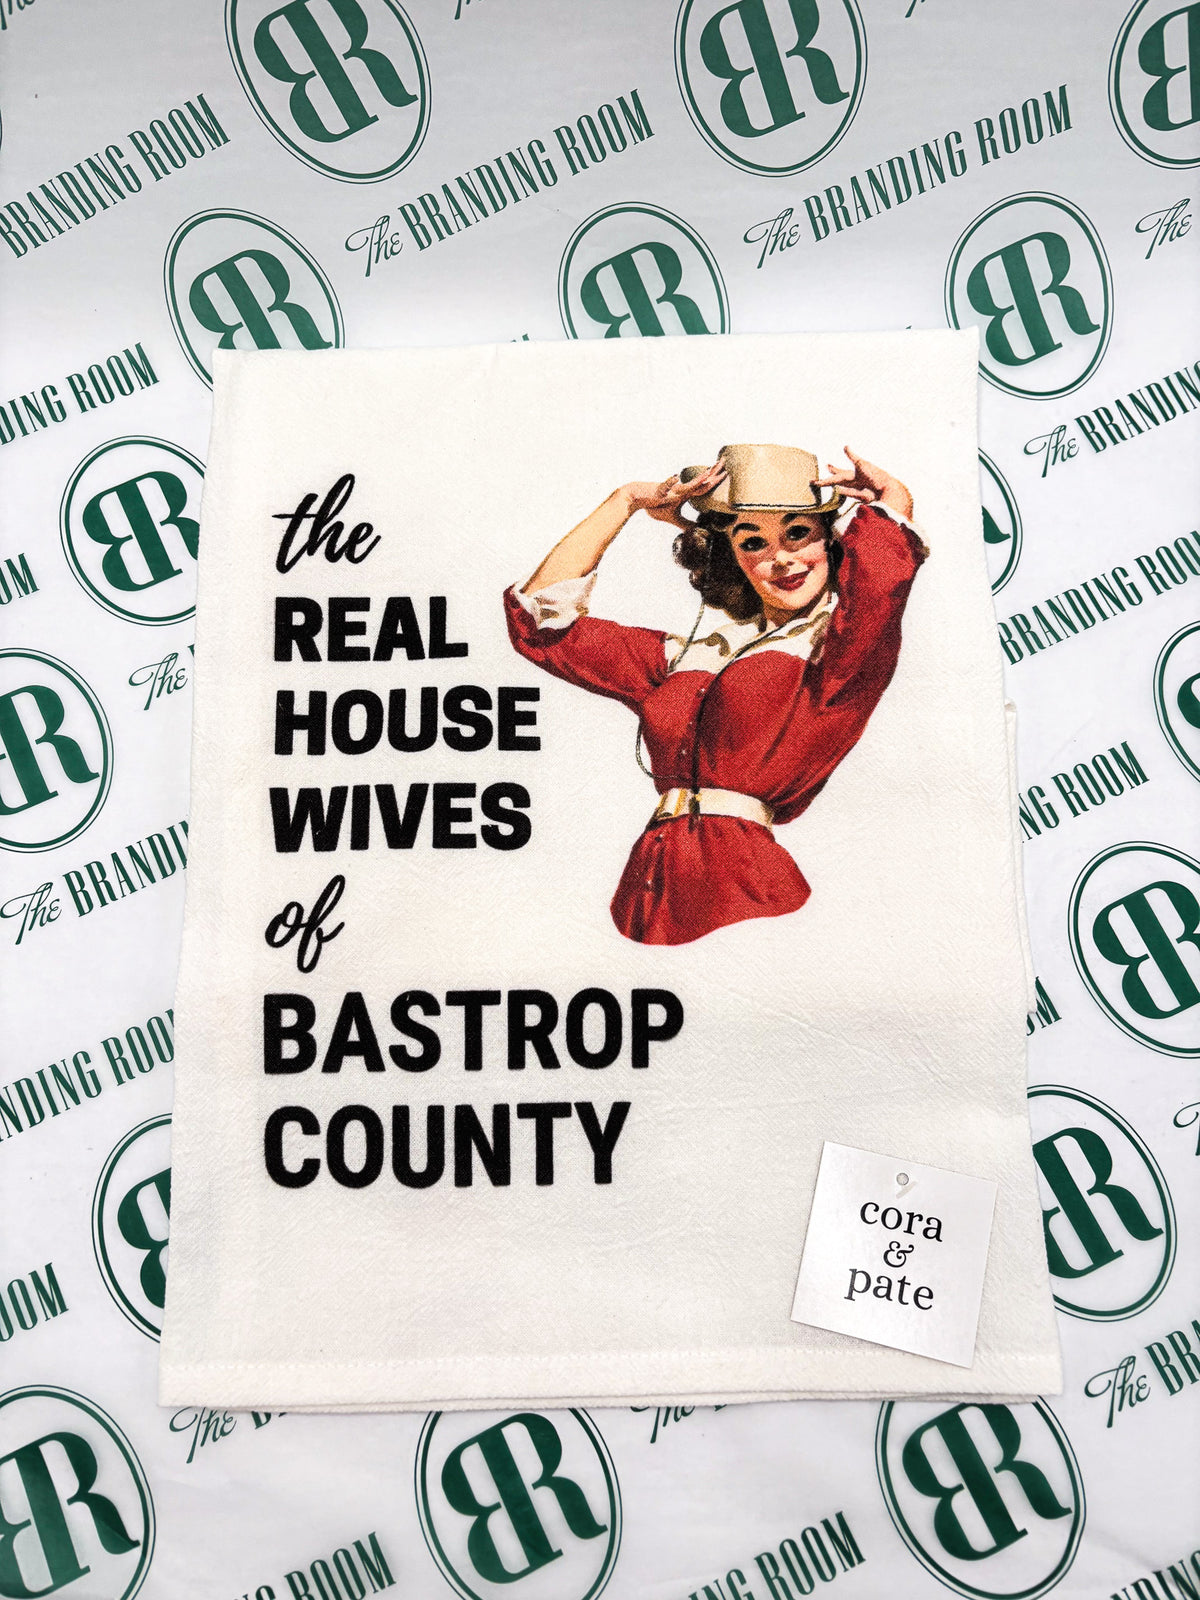 The BRANDING ROOM
BR
the
REAL
HOUSE
WIVES
of
BASTROP
COUNTY
cora
&
pate